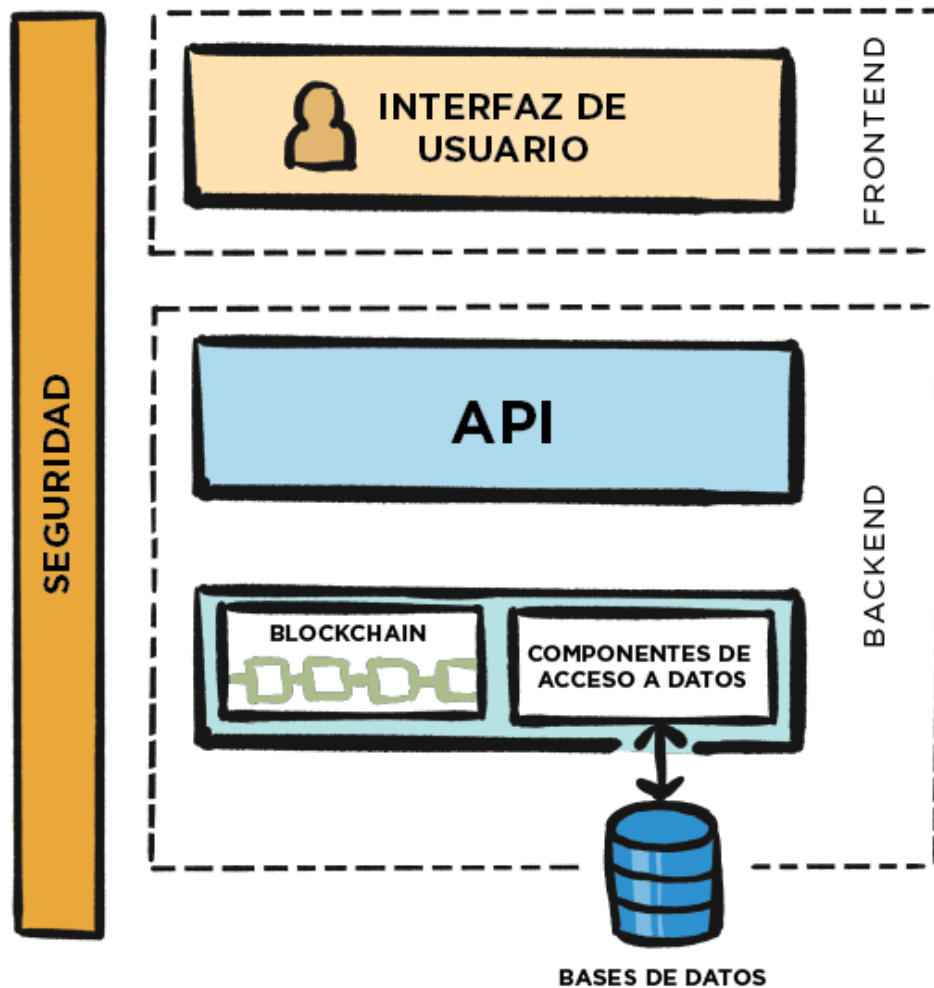 SEGURIDAD
INTERFAZ DE
USUARIO
FRONTEND
API
BACKEND
BLOCKCHAIN
COMPONENTES DE
ACCESO A DATOS
BASES DE DATOS